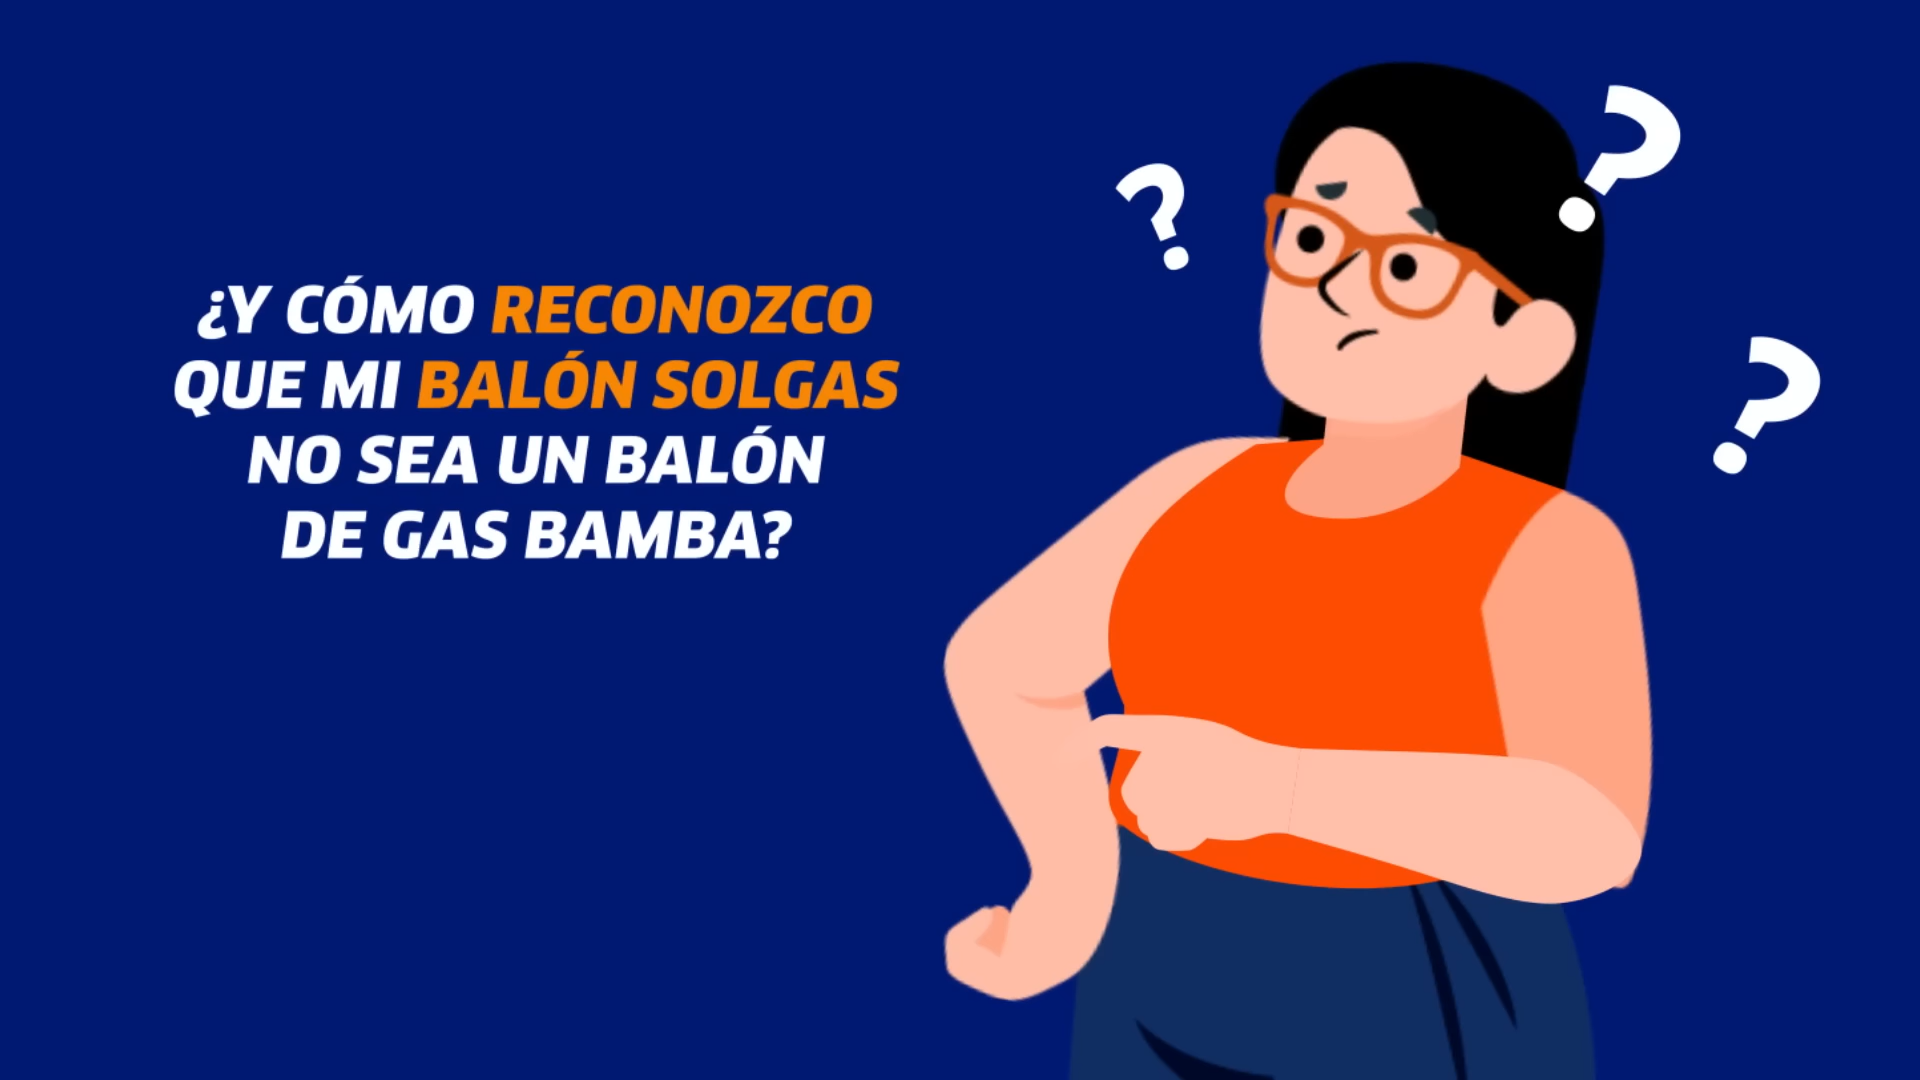 ¿Y CÓMO RECONOZCO
QUE MI BALÓN SOLGAS
NO SEA UN BALÓN
DE GAS BAMBA?
?
?
?